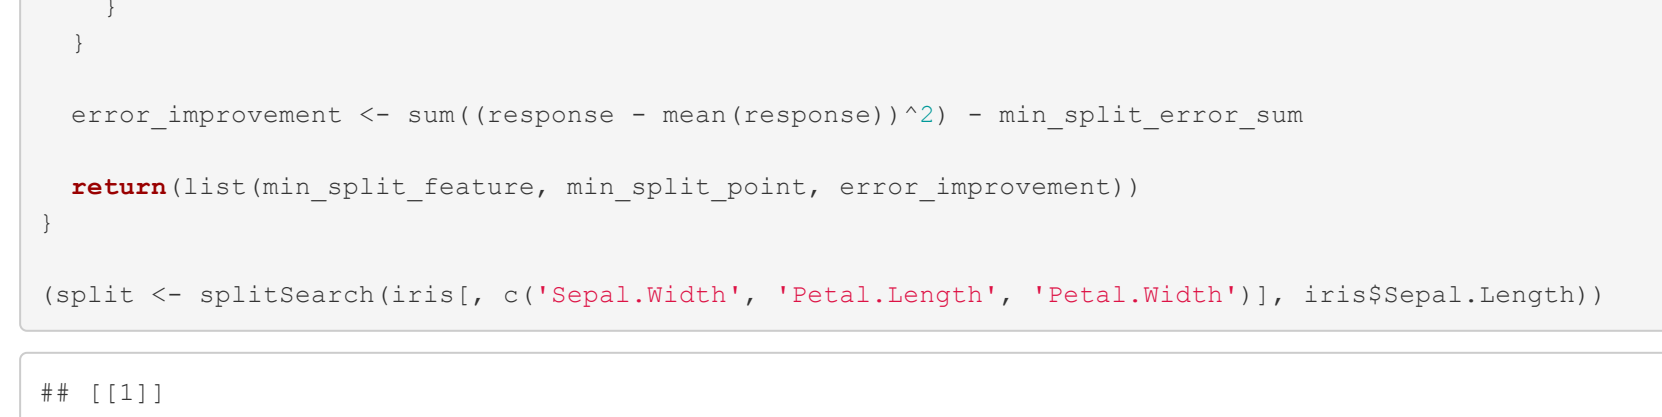 }
}
error_improvement <- sum((response - mean(response))^2) - min_split_error_sum
return(list(min_split_feature, min_split_point, error_improvement))
}
(split <- splitSearch(iris[, c('Sepal.Width', 'Petal.Length', 'Petal.Width')], iris$Sepal.Length))
## [[1]]